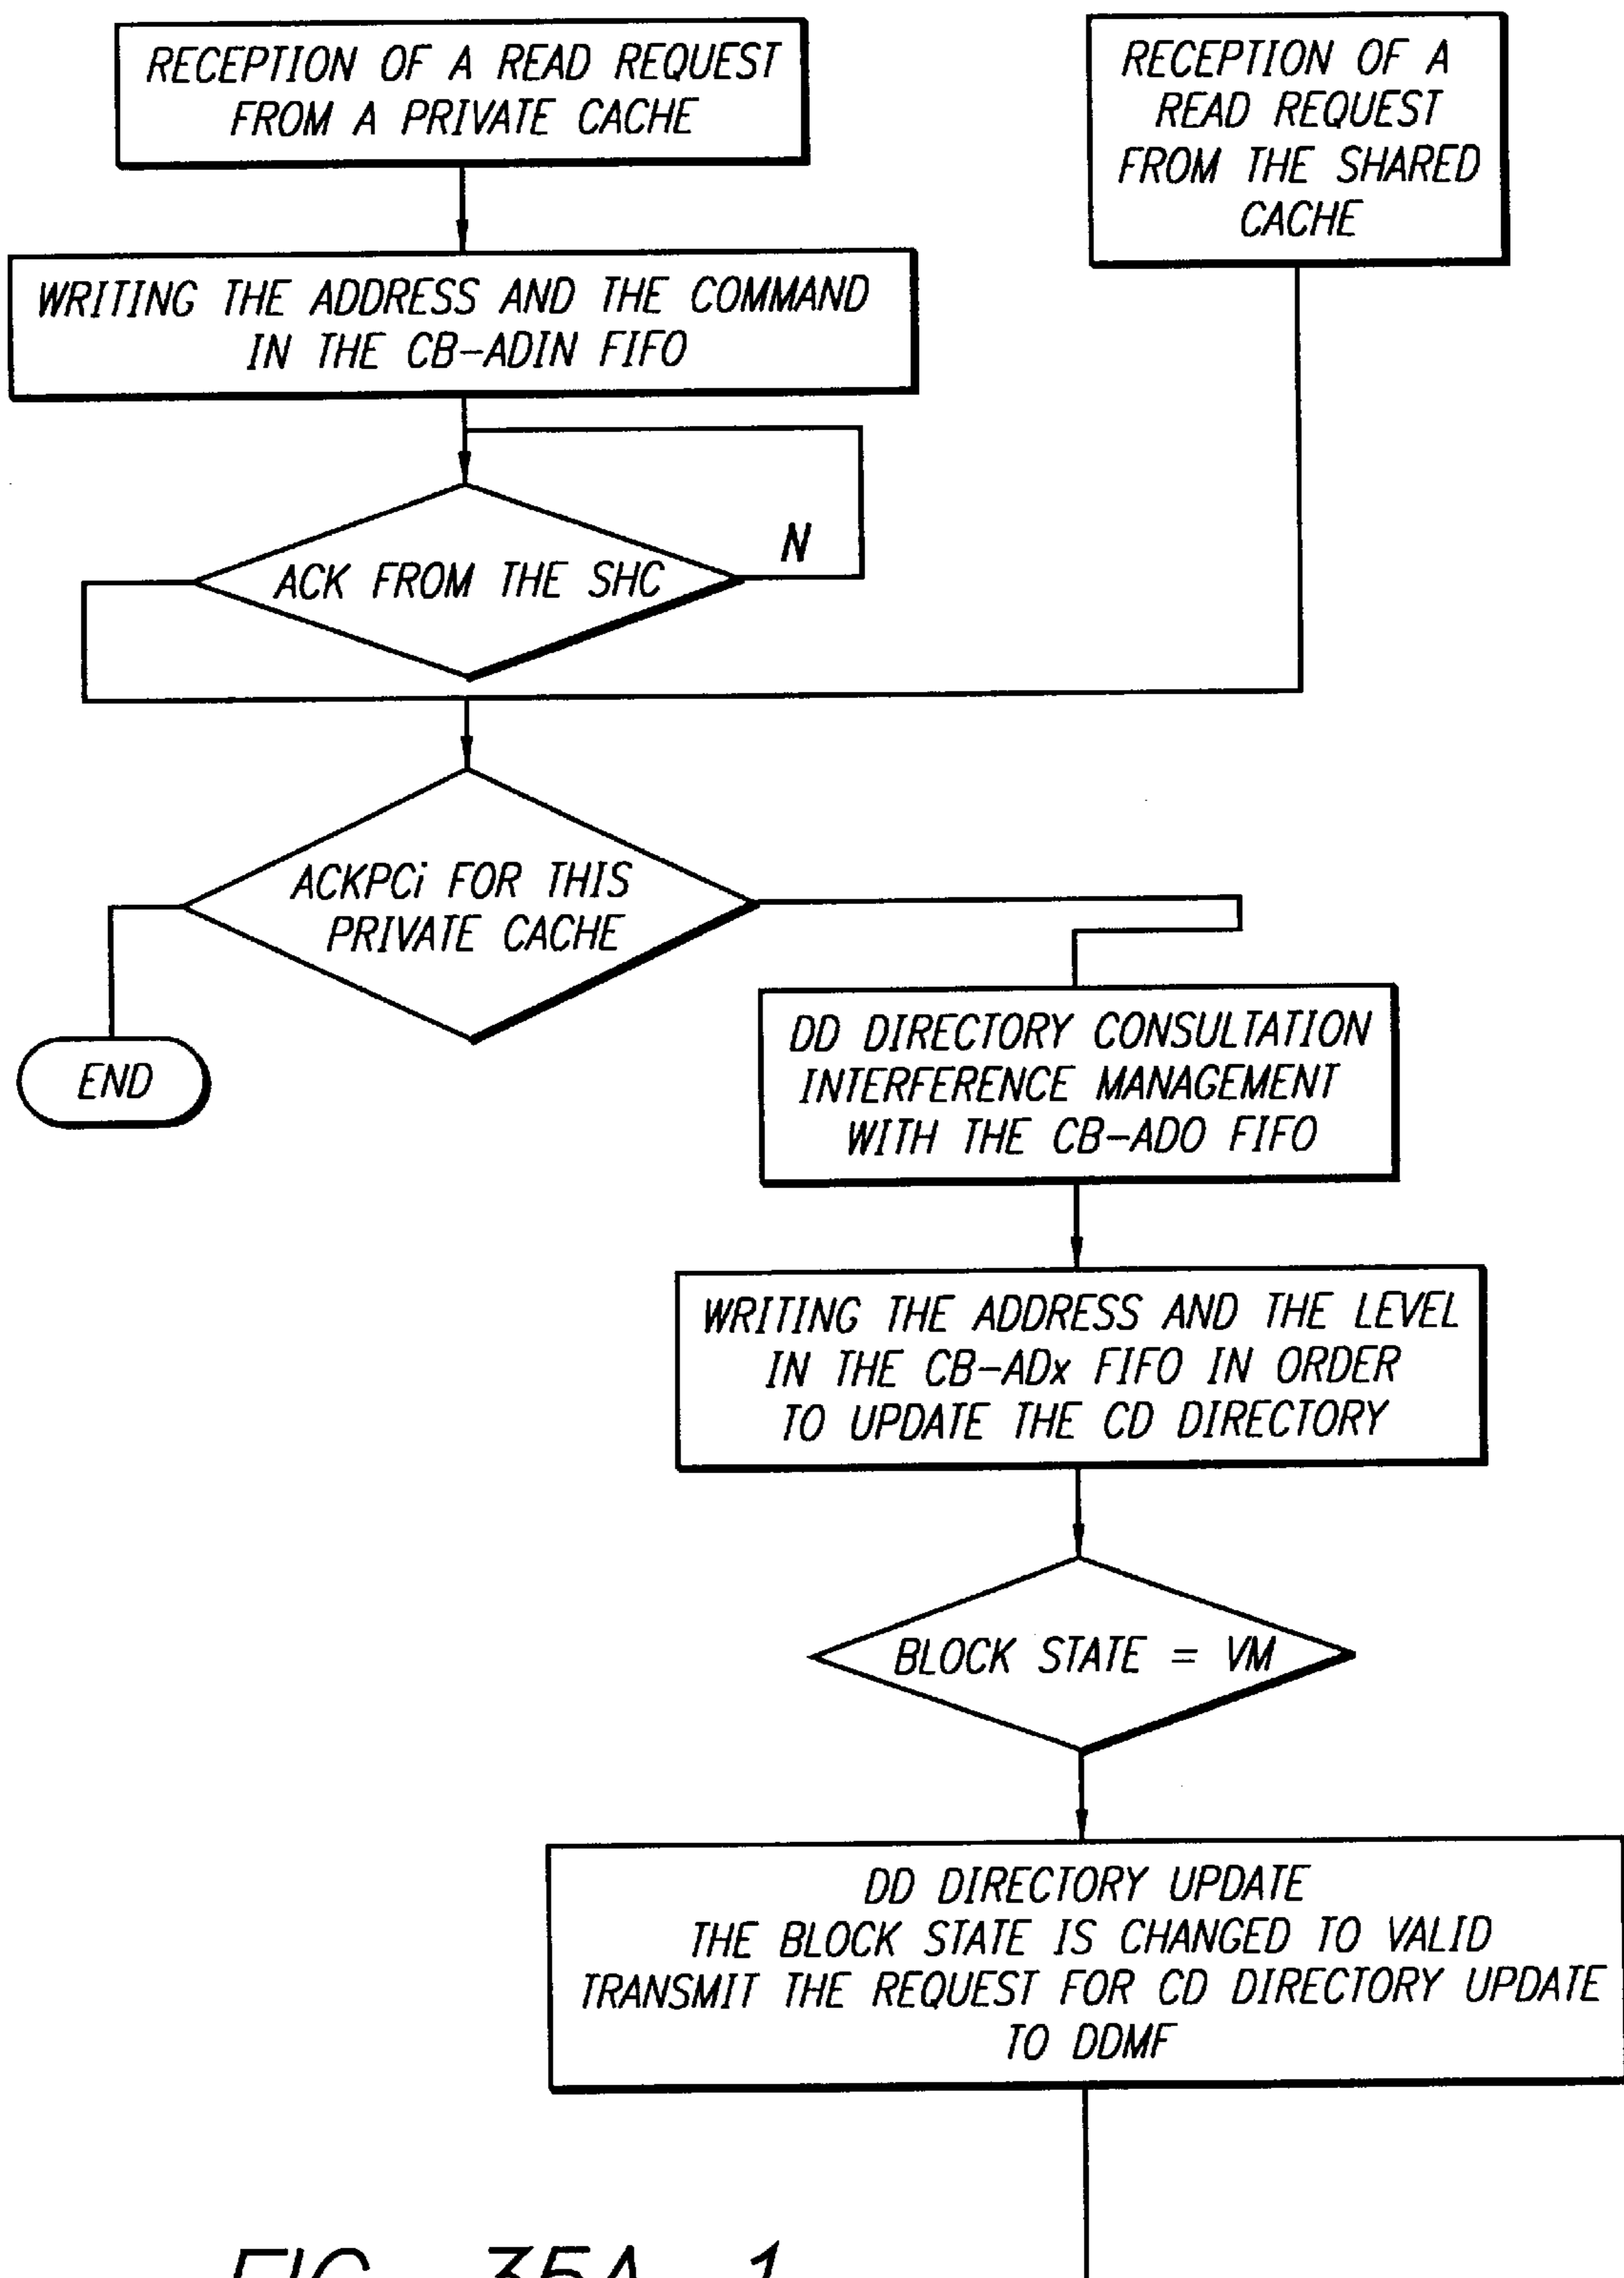 RECEPTION OF A READ REQUEST
FROM A PRIVATE CACHE
RECEPTION OF A
READ REQUEST
FROM THE SHARED
CACHE
WRITING THE ADDRESS AND THE COMMAND
IN THE CB-ADIN FIFO
N
ACK FROM THE SHC
ACKPCi FOR THIS
PRIVATE CACHE
END
DD DIRECTORY CONSULTATION
INTERFERENCE MANAGEMENT
WITH THE CB-ADO FIFO
WRITING THE ADDRESS AND THE LEVEL
IN THE CB-ADx FIFO IN ORDER
TO UPDATE THE CD DIRECTORY
BLOCK STATE = VM
DD DIRECTORY UPDATE
THE BLOCK STATE IS CHANGED TO VALID
TRANSMIT THE REQUEST FOR CD DIRECTORY UPDATE
TO DDMF
FIG. 35A-1